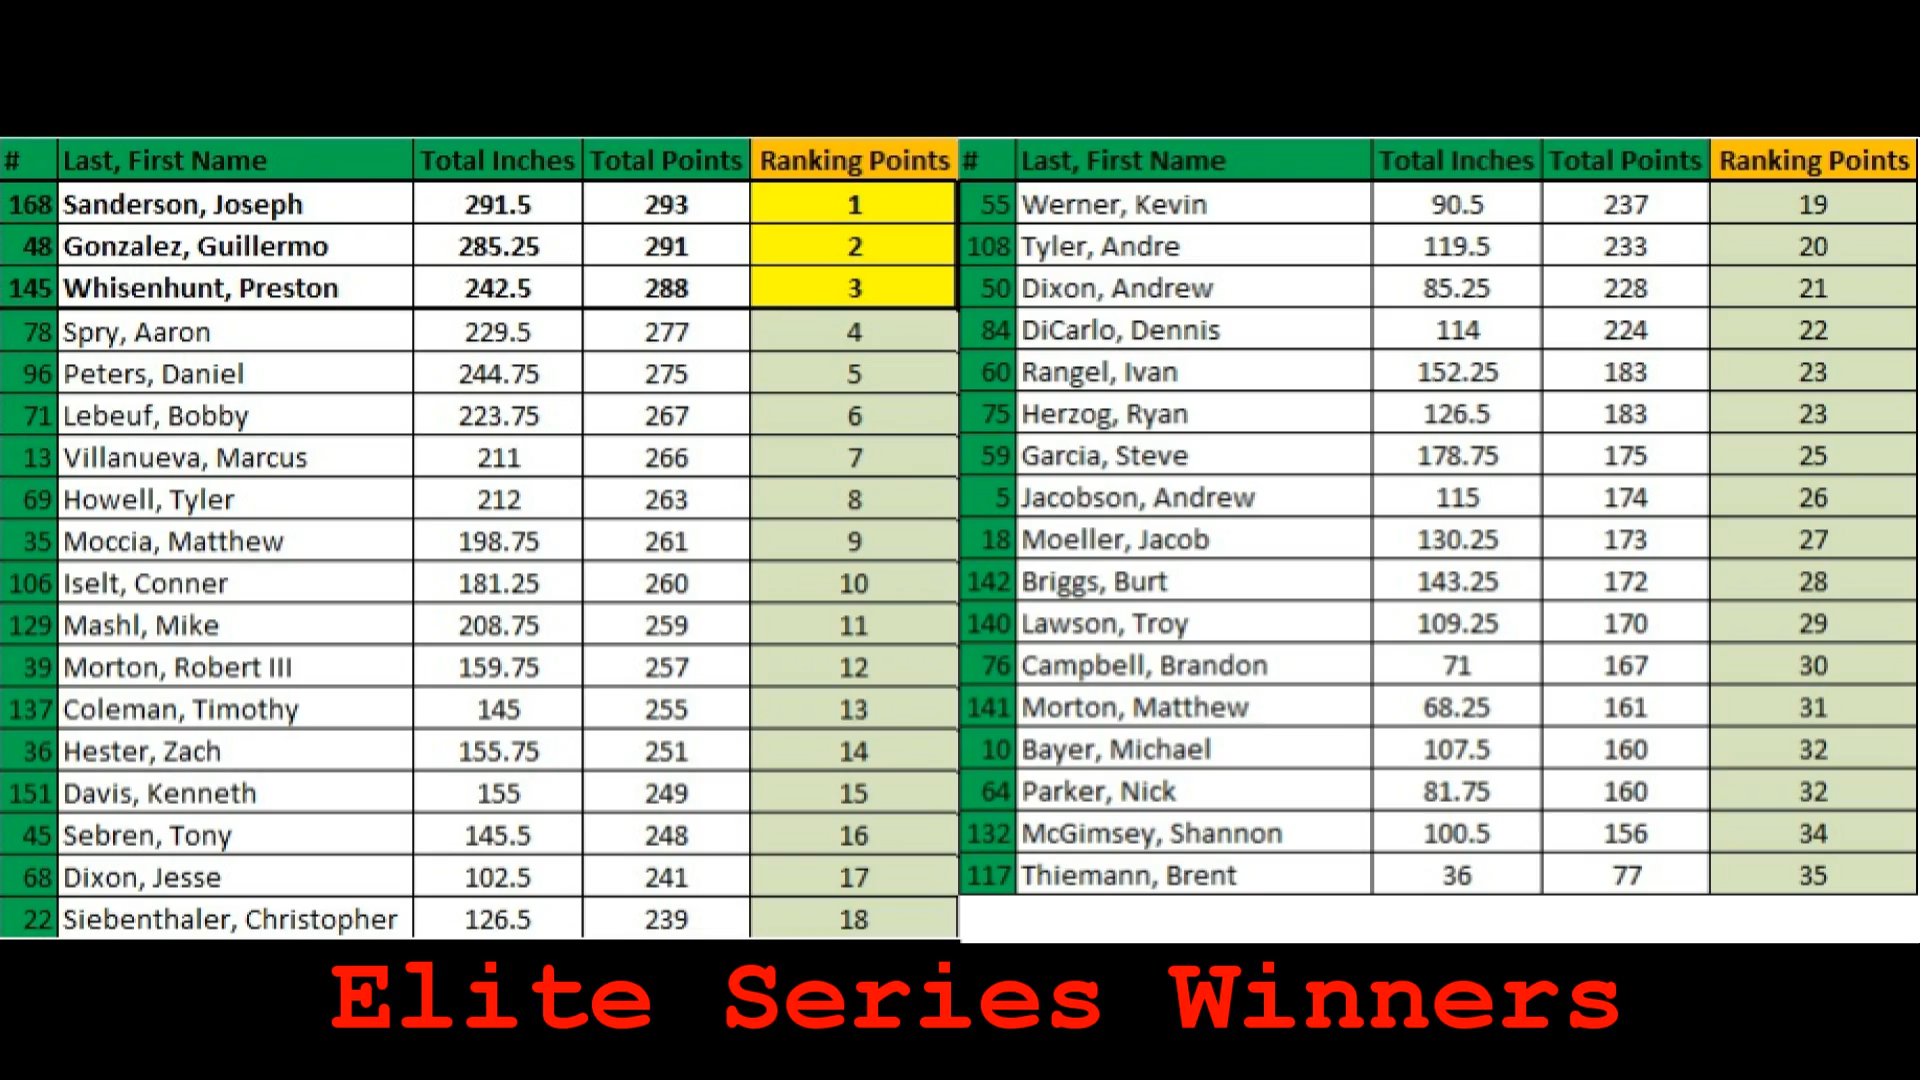 # Last, First Name Total Inches Total Points Ranking Points
168 Sanderson, Joseph 291.5 293 1
48 Gonzalez, Guillermo 285.25 291 2
145 Whisenhunt, Preston 242.5 288 3
78 Spry, Aaron 229.5 277 4
96 Peters, Daniel 244.75 275 5
71 Lebeuf, Bobby 223.75 267 6
13 Villanueva, Marcus 211 266 7
69 Howell, Tyler 212 263 8
35 Moccia, Matthew 198.75 261 9
106 Iselt, Conner 181.25 260 10
129 Mashl, Mike 208.75 259 11
39 Morton, Robert III 159.75 257 12
137 Coleman, Timothy 145 255 13
36 Hester, Zach 155.75 251 14
151 Davis, Kenneth 155 249 15
45 Sebren, Tony 145.5 248 16
68 Dixon, Jesse 102.5 241 17
22 Siebenthaler, Christopher 126.5 239 18
# Last, First Name Total Inches Total Points Ranking Points
55 Werner, Kevin 90.5 237 19
108 Tyler, Andre 119.5 233 20
50 Dixon, Andrew 85.25 228 21
84 DiCarlo, Dennis 114 224 22
60 Rangel, Ivan 152.25 183 23
75 Herzog, Ryan 126.5 183 23
59 Garcia, Steve 178.75 175 25
5 Jacobson, Andrew 115 174 26
18 Moeller, Jacob 130.25 173 27
142 Briggs, Burt 143.25 172 28
140 Lawson, Troy 109.25 170 29
76 Campbell, Brandon 71 167 30
141 Morton, Matthew 68.25 161 31
10 Bayer, Michael 107.5 160 32
64 Parker, Nick 81.75 160 32
132 McGimsey, Shannon 100.5 156 34
117 Thiemann, Brent 36 77 35
Elite Series Winners